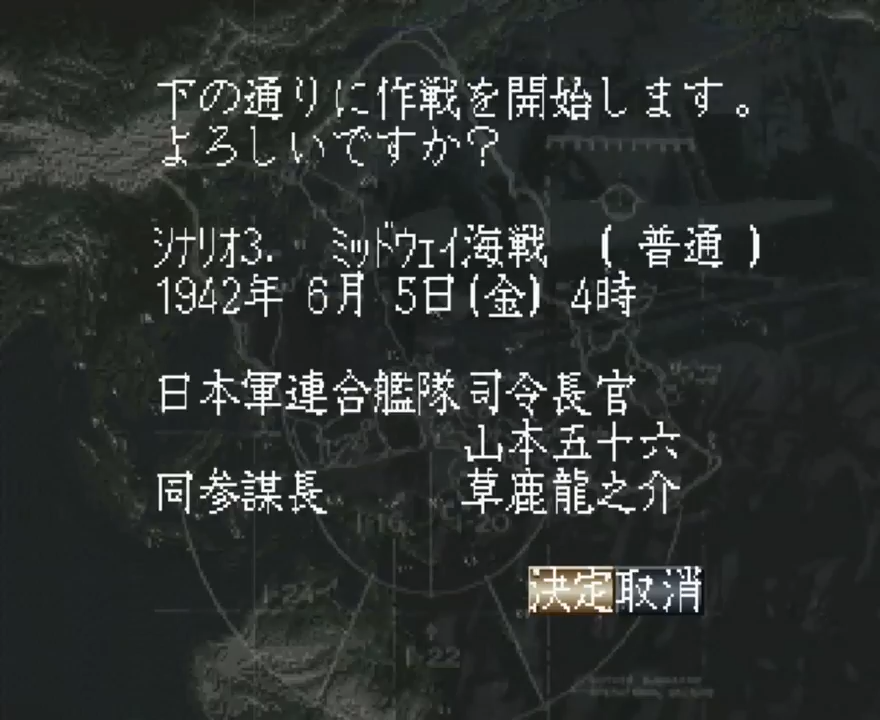 下の通りに作戦を開始します。
よろしいですか？
ｼﾅﾘｵ3. ﾐｯﾄﾞｳｪｲ海戦 ( 普通 )
1942年 6月 5日(金) 4時
日本軍連合艦隊司令長官
山本五十六
同参謀長 草鹿龍之介
決定 取消
I-16 I-20
I-24
I-22